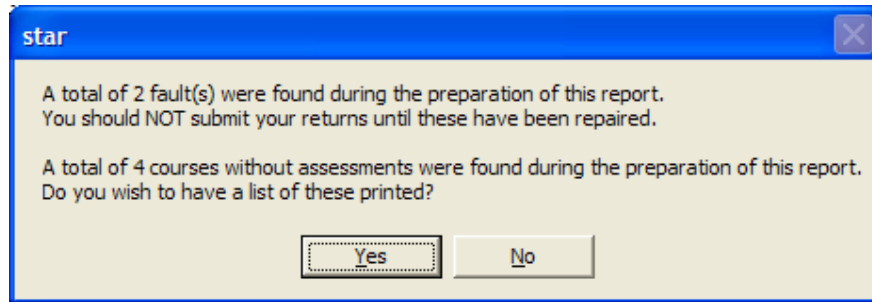 star
A total of 2 fault(s) were found during the preparation of this report.
You should NOT submit your returns until these have been repaired.
A total of 4 courses without assessments were found during the preparation of this report.
Do you wish to have a list of these printed?
Yes
No